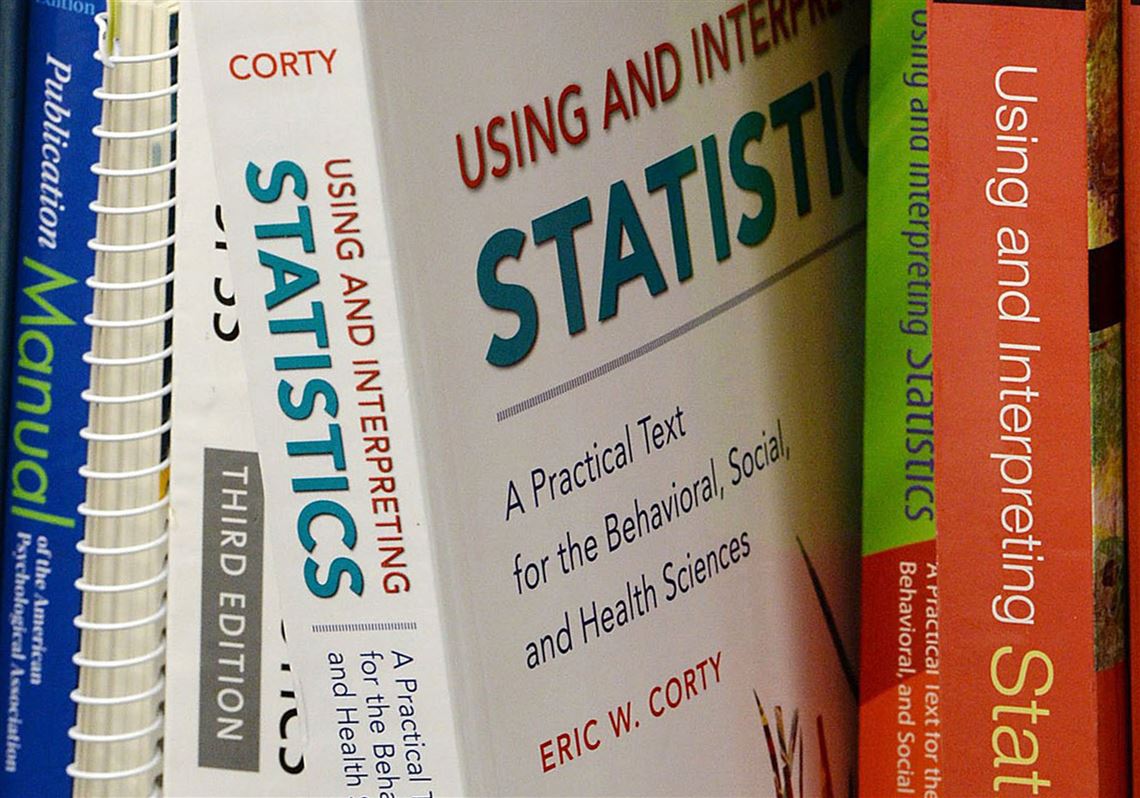 Edition
Publication
Manual
of the American
Psychological Association
THIRD EDITION
CORTY
USING AND INTERPRETING
STATISTICS
A Practical
for the Beha
and Health
USING AND INTERPRE
STATISTIC
A Practical Text
for the Behavioral, Social,
and Health Sciences
ERIC W. CORTY
Using and Interpreting Statistics
A Practical Text for the
Behavioral, and Social
Using and Interpreting Stat